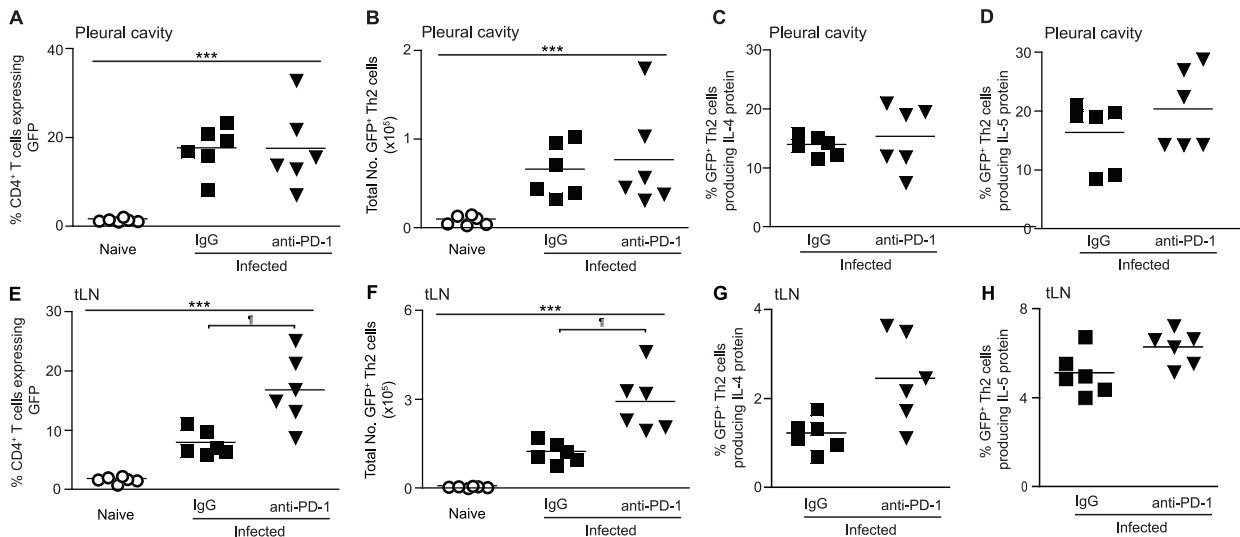 A
Pleural cavity
***
% CD4⁺ T cells expressing
GFP
40
20
0
Naive
IgG
anti-PD-1
Infected
B
Pleural cavity
***
Total No. GFP⁺ Th2 cells
(x10⁵)
2
1
0
Naive
IgG
anti-PD-1
Infected
C
Pleural cavity
% GFP⁺ Th2 cells
producing IL-4 protein
30
20
10
0
IgG
anti-PD-1
Infected
D
Pleural cavity
% GFP⁺ Th2 cells
producing IL-5 protein
30
20
10
0
IgG
anti-PD-1
Infected
E
tLN
***
¶
% CD4⁺ T cells expressing
GFP
30
20
10
0
Naive
IgG
anti-PD-1
Infected
F
tLN
***
¶
Total No. GFP⁺ Th2 cells
(x10⁵)
6
3
0
Naive
IgG
anti-PD-1
Infected
G
tLN
% GFP⁺ Th2 cells
producing IL-4 protein
4
2
0
IgG
anti-PD-1
Infected
H
tLN
% GFP⁺ Th2 cells
producing IL-5 protein
8
4
0
IgG
anti-PD-1
Infected